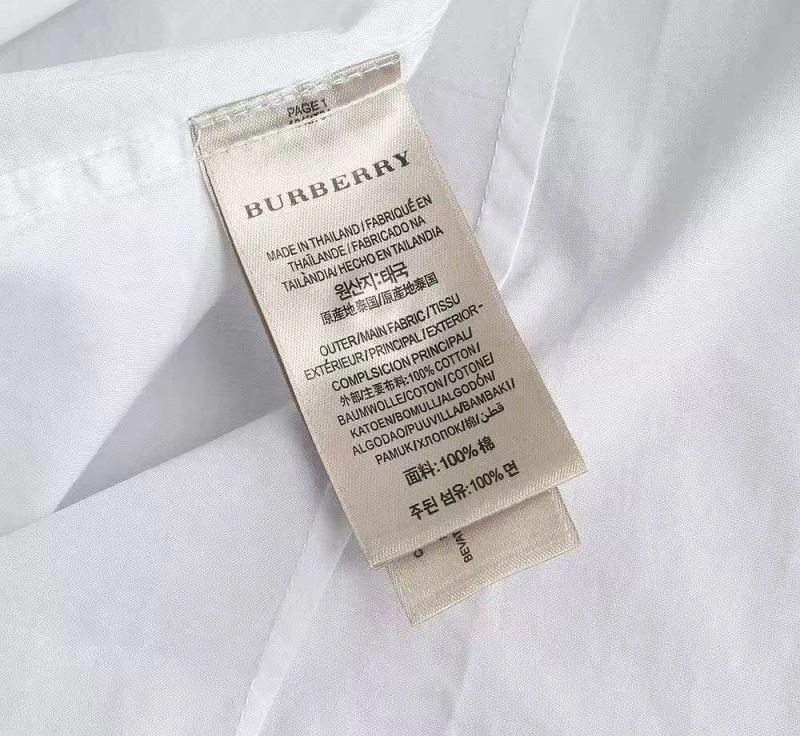 PAGE 1
BURBERRY
MADE IN THAILAND/FABRIQUÉ EN
THAÏLANDE/FABRICADO NA
TAILÀNDIA/HECHO EN TAILANDIA
원산지:태국
原産地泰国/原產地泰国
OUTER/MAIN FABRIC/TISSU
EXTÉRIEUR/PRINCIPAL/EXTERIOR-
COMPLSICION PRINCIPAL/
外部/主要布料:100% COTTON/
BAUMWOLLE/COTON/COTONE/
KATOEN/BOMULL/ALGODÓN/
ALGODAO/PUUVILLA/BAMBAKI/
PAMUK/ХЛОПОК/棉/قطن
面料:100% 棉
주된 섬유:100% 면